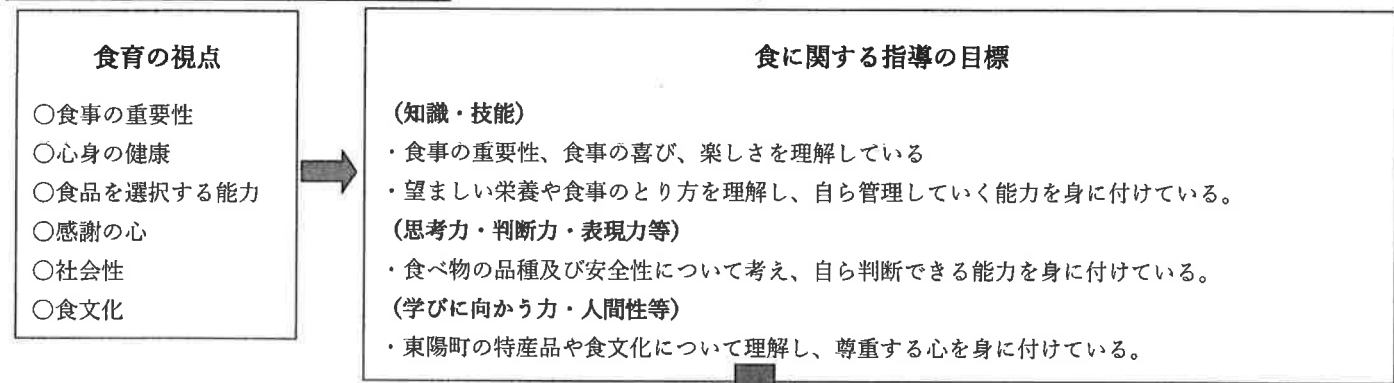 食育の視点
○食事の重要性
○心身の健康
○食品を選択する能力
○感謝の心
○社会性
○食文化
食に関する指導の目標
（知識・技能）
・食事の重要性、食事の喜び、楽しさを理解している
・望ましい栄養や食事のとり方を理解し、自ら管理していく能力を身に付けている。
（思考力・判断力・表現力等）
・食べ物の品種及び安全性について考え、自ら判断できる能力を身に付けている。
（学びに向かう力・人間性等）
・東陽町の特産品や食文化について理解し、尊重する心を身に付けている。